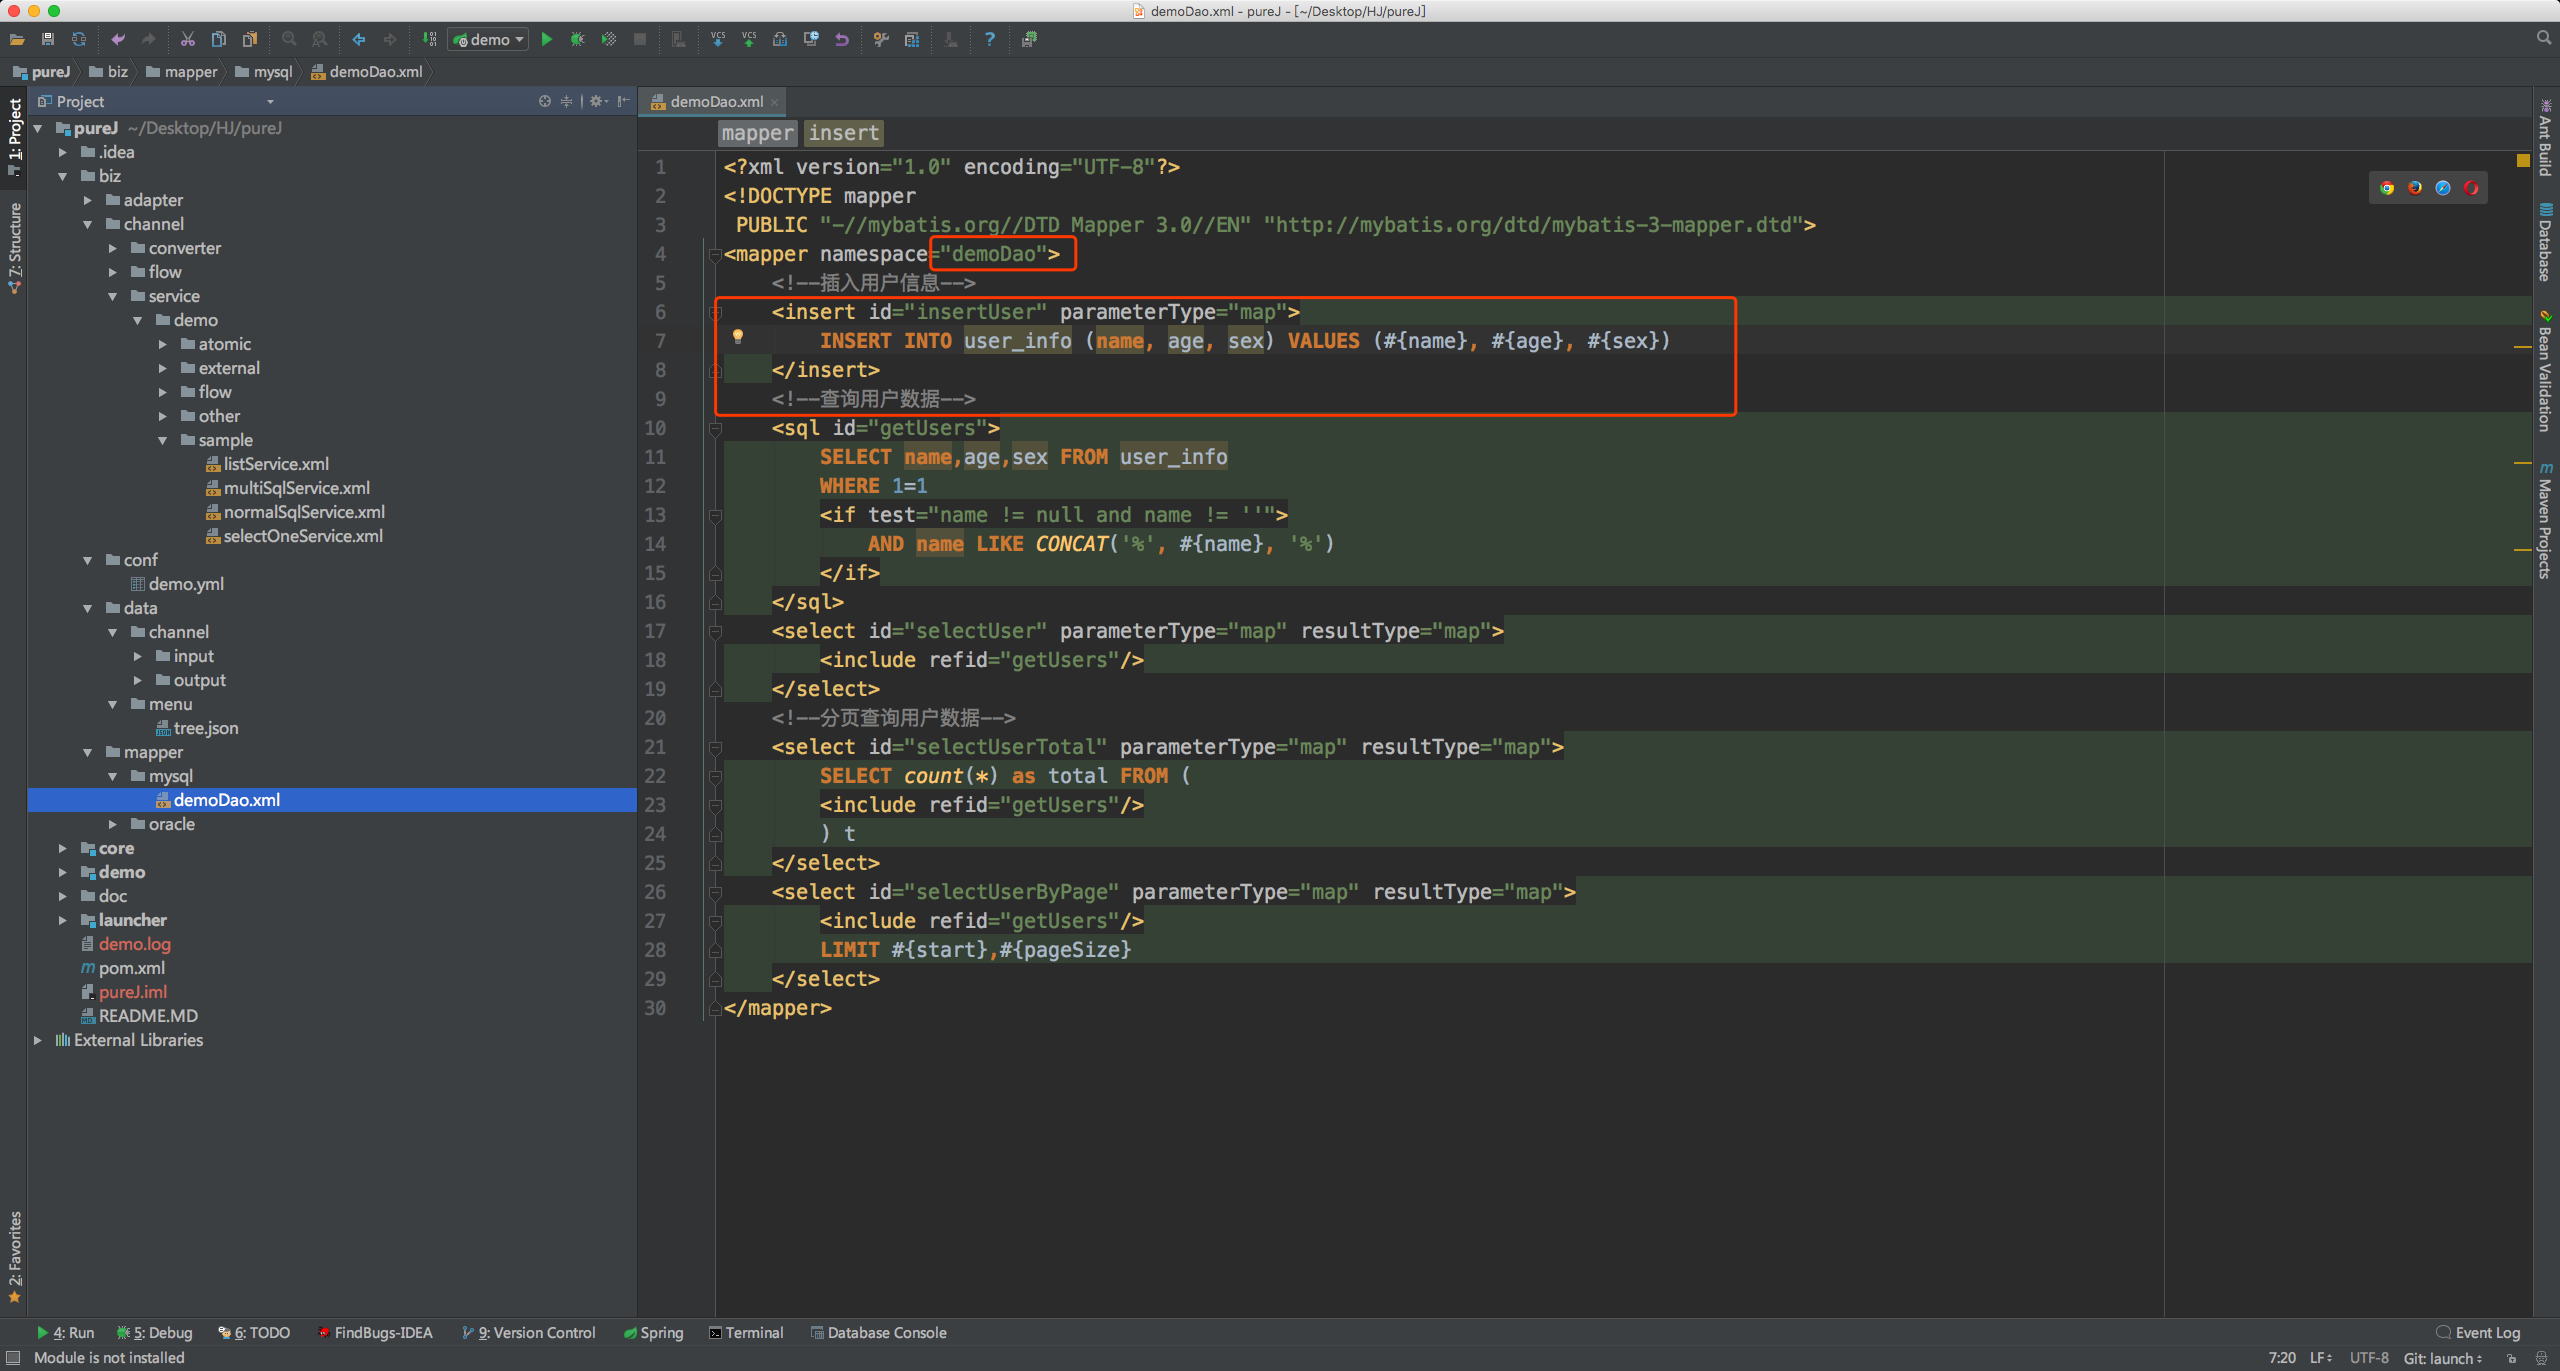 demoDao.xml - pureJ - [~/Desktop/HJ/pureJ]
demo
pureJ biz mapper mysql demoDao.xml
Project
demoDao.xml
1: Project
7: Structure
2: Favorites
pureJ ~/Desktop/HJ/pureJ
.idea
biz
adapter
channel
converter
flow
service
demo
atomic
external
flow
other
sample
listService.xml
multiSqlService.xml
normalSqlService.xml
selectOneService.xml
conf
demo.yml
data
channel
input
output
menu
tree.json
mapper
mysql
demoDao.xml
oracle
core
demo
doc
launcher
demo.log
pom.xml
pureJ.iml
README.MD
External Libraries
mapper insert
1 <?xml version="1.0" encoding="UTF-8"?>
2 <!DOCTYPE mapper
3 PUBLIC "-//mybatis.org//DTD Mapper 3.0//EN" "http://mybatis.org/dtd/mybatis-3-mapper.dtd">
4 <mapper namespace="demoDao">
5 <!--插入用户信息-->
6 <insert id="insertUser" parameterType="map">
7 INSERT INTO user_info (name, age, sex) VALUES (#{name}, #{age}, #{sex})
8 </insert>
9 <!--查询用户数据-->
10 <sql id="getUsers">
11 SELECT name,age,sex FROM user_info
12 WHERE 1=1
13 <if test="name != null and name != ''">
14 AND name LIKE CONCAT('%', #{name}, '%')
15 </if>
16 </sql>
17 <select id="selectUser" parameterType="map" resultType="map">
18 <include refid="getUsers"/>
19 </select>
20 <!--分页查询用户数据-->
21 <select id="selectUserTotal" parameterType="map" resultType="map">
22 SELECT count(*) as total FROM (
23 <include refid="getUsers"/>
24 ) t
25 </select>
26 <select id="selectUserByPage" parameterType="map" resultType="map">
27 <include refid="getUsers"/>
28 LIMIT #{start},#{pageSize}
29 </select>
30 </mapper>
Ant Build
Database
Bean Validation
Maven Projects
4: Run 5: Debug 6: TODO FindBugs-IDEA 9: Version Control Spring Terminal Database Console Event Log
Module is not installed 7:20 LF UTF-8 Git: launch